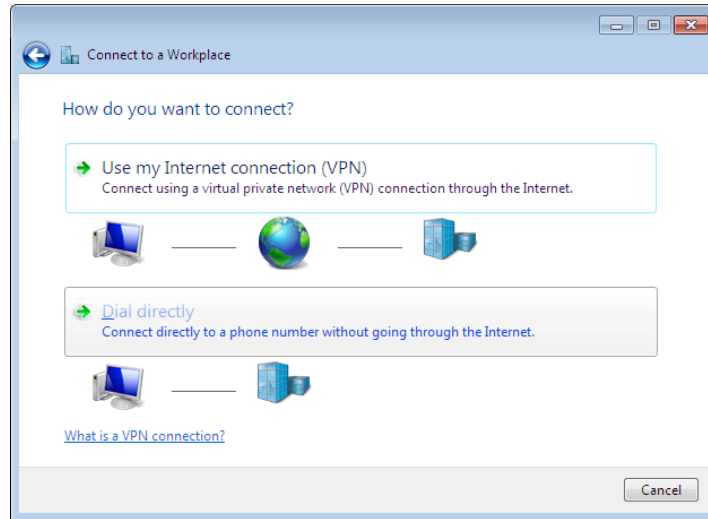 Connect to a Workplace
How do you want to connect?
Use my Internet connection (VPN)
Connect using a virtual private network (VPN) connection through the Internet.
Dial directly
Connect directly to a phone number without going through the Internet.
What is a VPN connection?
Cancel